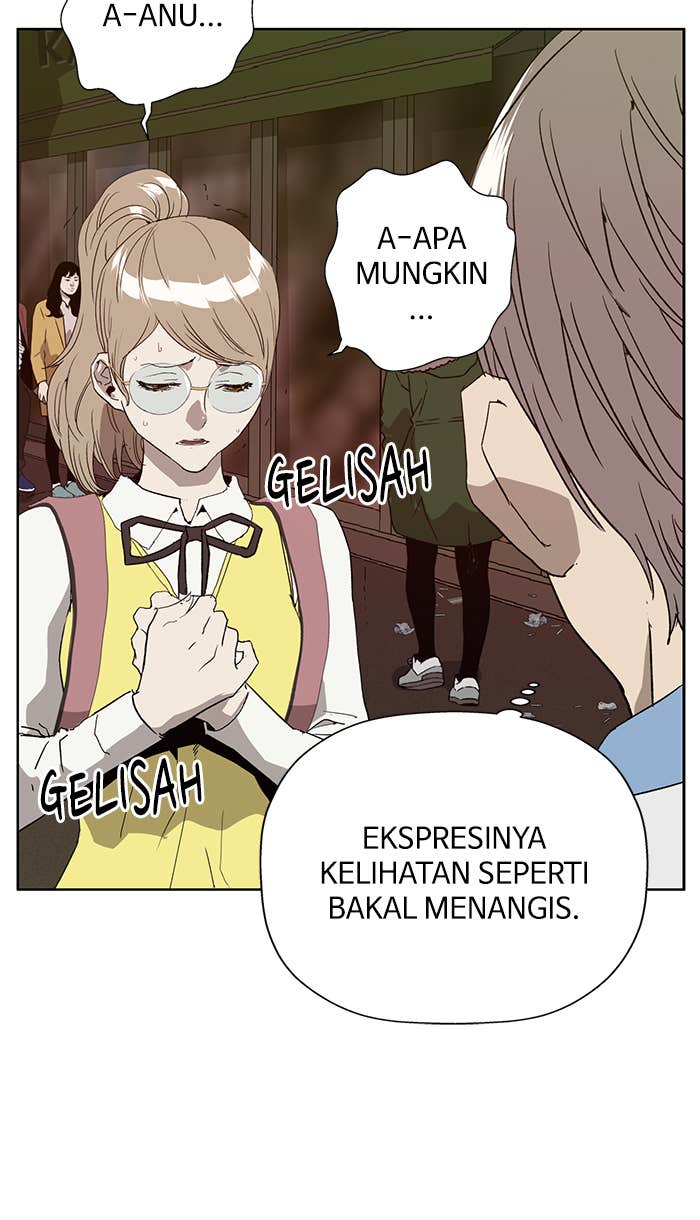 A-ANU...
A-APA
MUNGKIN
...
GELISAH
GELISAH
EKSPRESINYA
KELIHATAN SEPERTI
BAKAL MENANGIS.